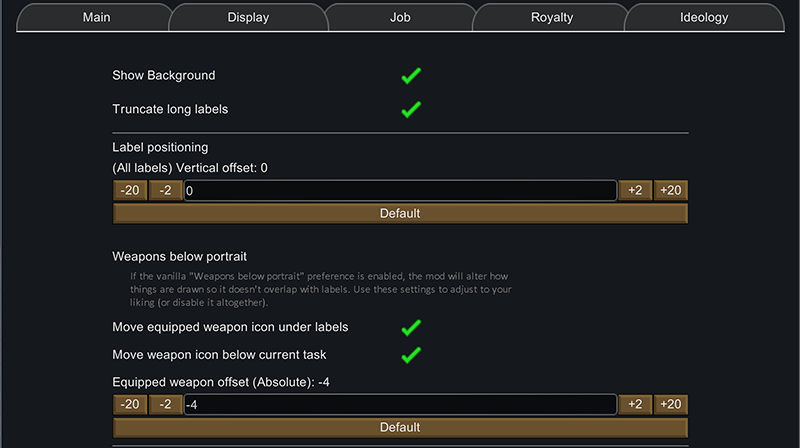 Main Display Job Royalty Ideology
Show Background
Truncate long labels
Label positioning
(All labels) Vertical offset: 0
-20 -2 0 +2 +20
Default
Weapons below portrait
If the vanilla "Weapons below portrait" preference is enabled, the mod will alter how
things are drawn so it doesn't overlap with labels. Use these settings to adjust to your
liking (or disable it altogether).
Move equipped weapon icon under labels
Move weapon icon below current task
Equipped weapon offset (Absolute): -4
-20 -2 -4 +2 +20
Default